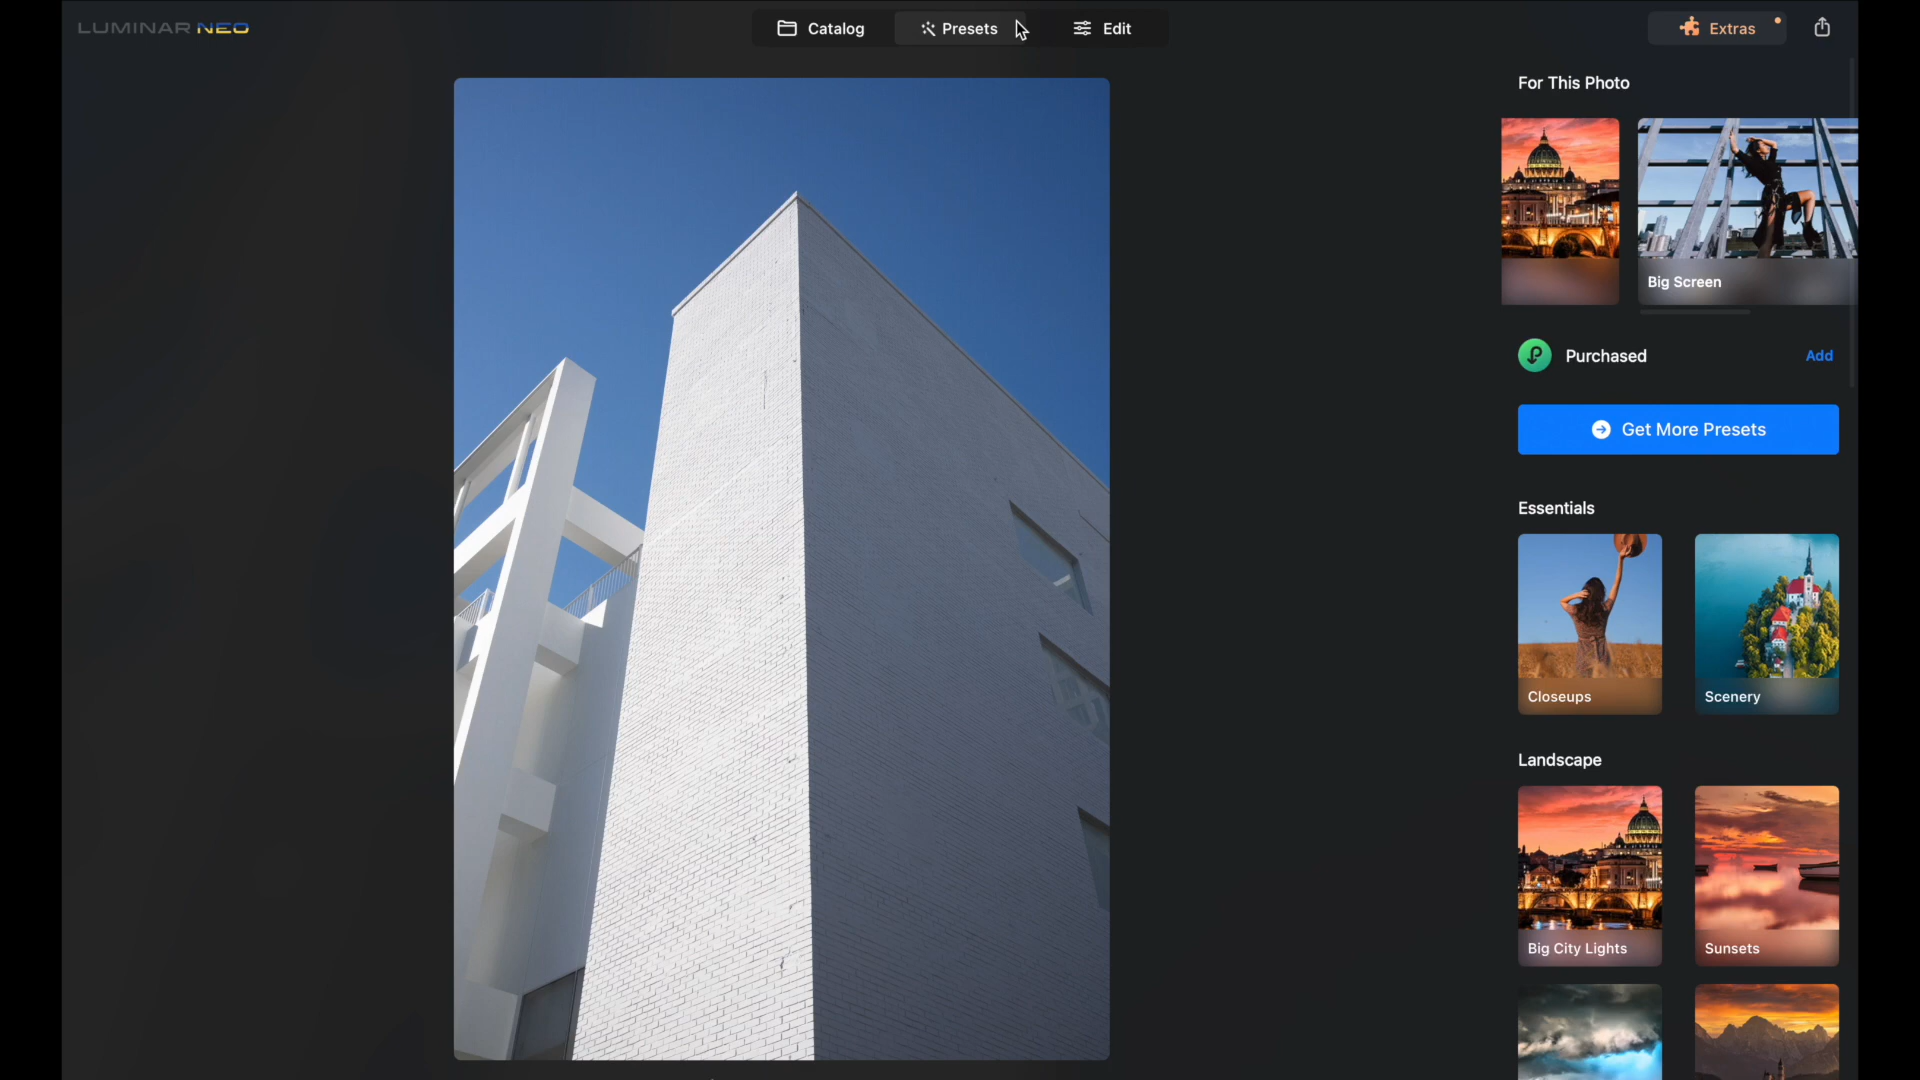 LUMINAR NEO
Catalog
Presets
Edit
Extras
For This Photo
Big Screen
Purchased
Add
Get More Presets
Essentials
Closeups
Scenery
Landscape
Big City Lights
Sunsets